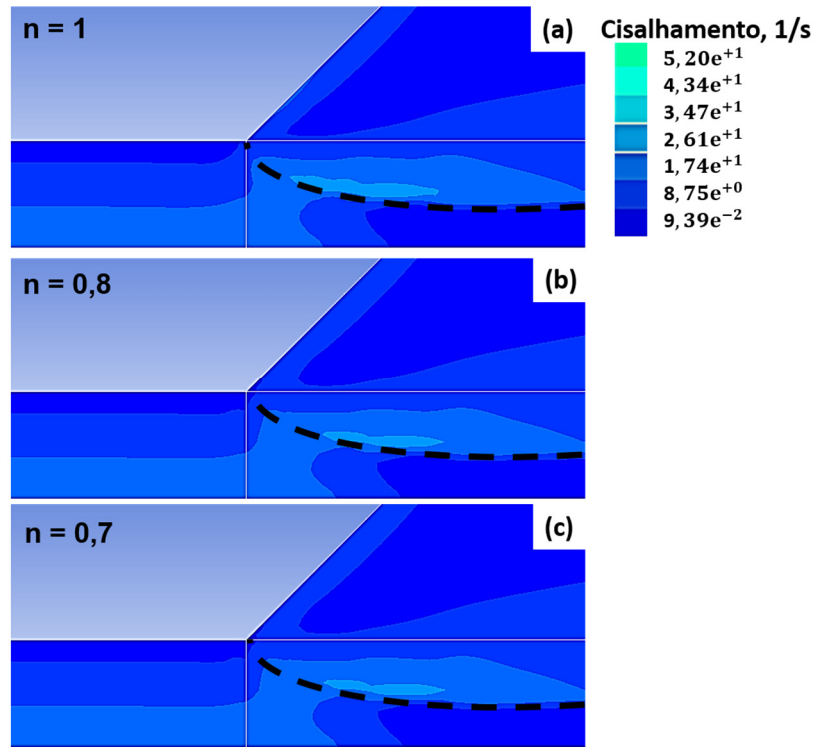 n = 1
(a)
Cisalhamento, 1/s
5,20e+1
4,34e+1
3,47e+1
2,61e+1
1,74e+1
8,75e+0
9,39e−2
n = 0,8
(b)
n = 0,7
(c)